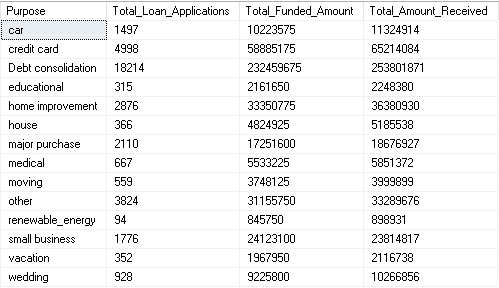 Purpose Total_Loan_Applications Total_Funded_Amount Total_Amount_Received
car 1497 10223575 11324914
credit card 4998 58885175 65214084
Debt consolidation 18214 232459675 253801871
educational 315 2161650 2248380
home improvement 2876 33350775 36380930
house 366 4824925 5185538
major purchase 2110 17251600 18676927
medical 667 5533225 5851372
moving 559 3748125 3999899
other 3824 31155750 33289676
renewable_energy 94 845750 898931
small business 1776 24123100 23814817
vacation 352 1967950 2116738
wedding 928 9225800 10266856